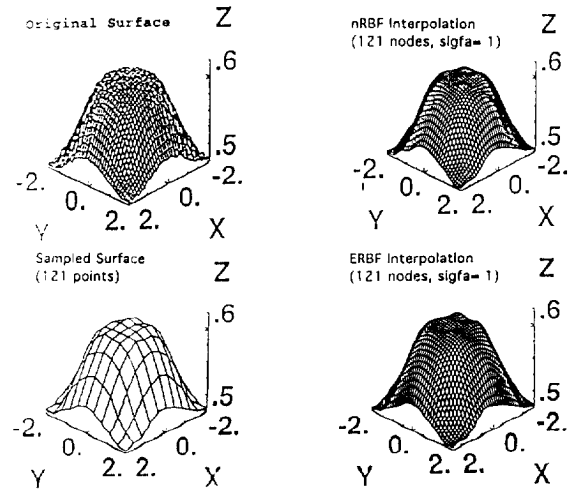 Original Surface
Z
.6
.5
-2.
-2.
0.
0.
2.
2.
Y
X
nRBF Interpolation
(121 nodes, sigfa= 1)
Z
.6
.5
-2.
-2.
0.
0.
2.
2.
Y
X
Sampled Surface
(121 points)
Z
.6
.5
-2.
-2.
0.
0.
2.
2.
Y
X
ERBF Interpolation
(121 nodes, sigfa= 1)
Z
.6
.5
-2.
-2.
0.
0.
2.
2.
Y
X